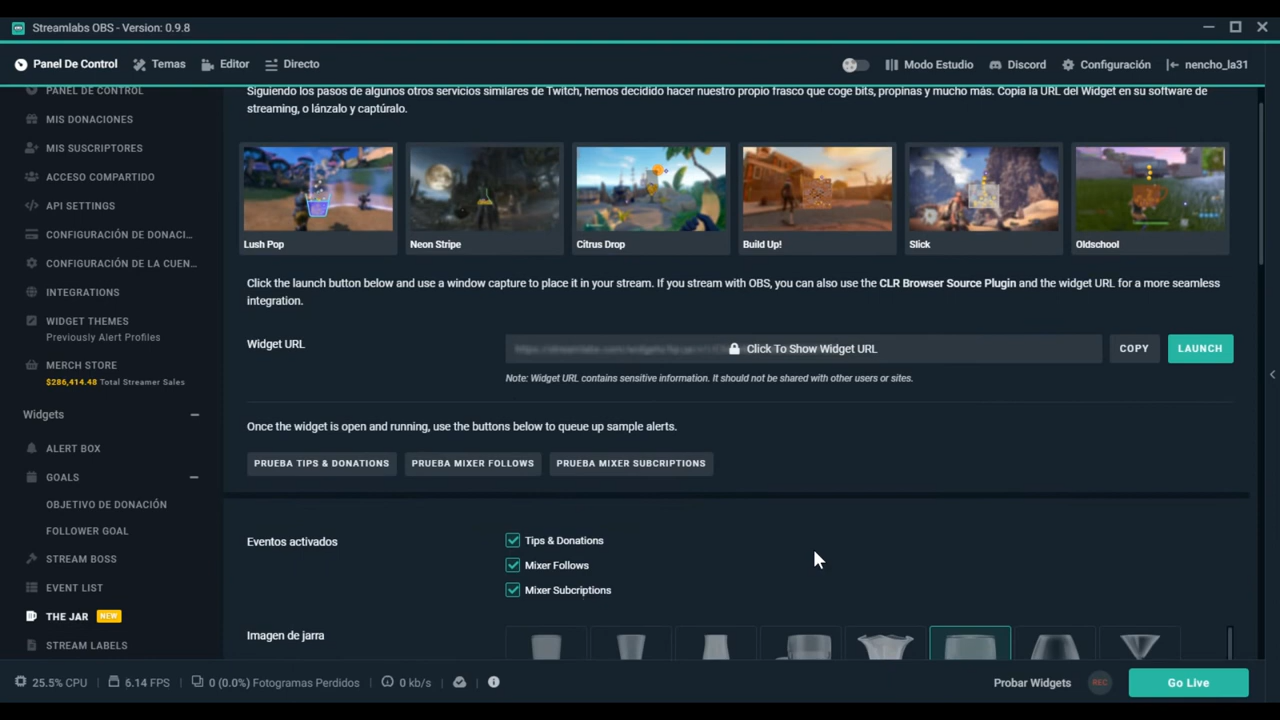 Streamlabs OBS - Version: 0.9.8
Panel De Control
Temas
Editor
Directo
Modo Estudio
Discord
Configuración
nencho_la31
PANEL DE CONTROL
MIS DONACIONES
MIS SUSCRIPTORES
ACCESO COMPARTIDO
API SETTINGS
CONFIGURACIÓN DE DONACI...
CONFIGURACIÓN DE LA CUEN...
INTEGRATIONS
WIDGET THEMES
Previously Alert Profiles
MERCH STORE
$286,414.48 Total Streamer Sales
Widgets
ALERT BOX
GOALS
OBJETIVO DE DONACIÓN
FOLLOWER GOAL
STREAM BOSS
EVENT LIST
THE JAR NEW
STREAM LABELS
Siguiendo los pasos de algunos otros servicios similares de Twitch, hemos decidido hacer nuestro propio frasco que coge bits, propinas y mucho más. Copia la URL del Widget en su software de
streaming, o lánzalo y captúralo.
Lush Pop
Neon Stripe
Citrus Drop
Build Up!
Slick
Oldschool
Click the launch button below and use a window capture to place it in your stream. If you stream with OBS, you can also use the CLR Browser Source Plugin and the widget URL for a more seamless
integration.
Widget URL
Click To Show Widget URL
COPY
LAUNCH
Note: Widget URL contains sensitive information. It should not be shared with other users or sites.
Once the widget is open and running, use the buttons below to queue up sample alerts.
PRUEBA TIPS & DONATIONS
PRUEBA MIXER FOLLOWS
PRUEBA MIXER SUBCRIPTIONS
Eventos activados
Tips & Donations
Mixer Follows
Mixer Subcriptions
Imagen de jarra
25.5% CPU
6.14 FPS
0 (0.0%) Fotogramas Perdidos
0 kb/s
Probar Widgets
REC
Go Live